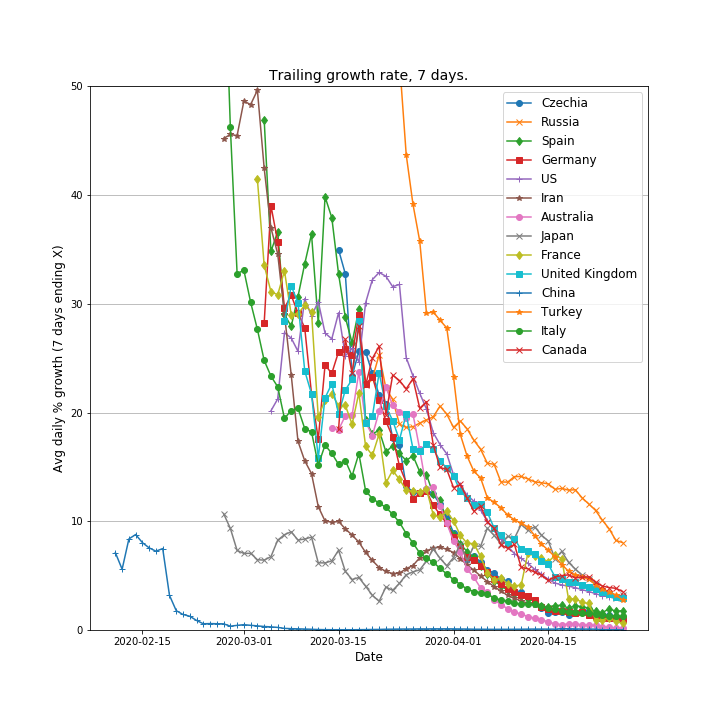 Trailing growth rate, 7 days.
50
40
30
20
10
0
Avg daily % growth (7 days ending X)
Czechia
Russia
Spain
Germany
US
Iran
Australia
Japan
France
United Kingdom
China
Turkey
Italy
Canada
2020-02-15
2020-03-01
2020-03-15
2020-04-01
2020-04-15
Date